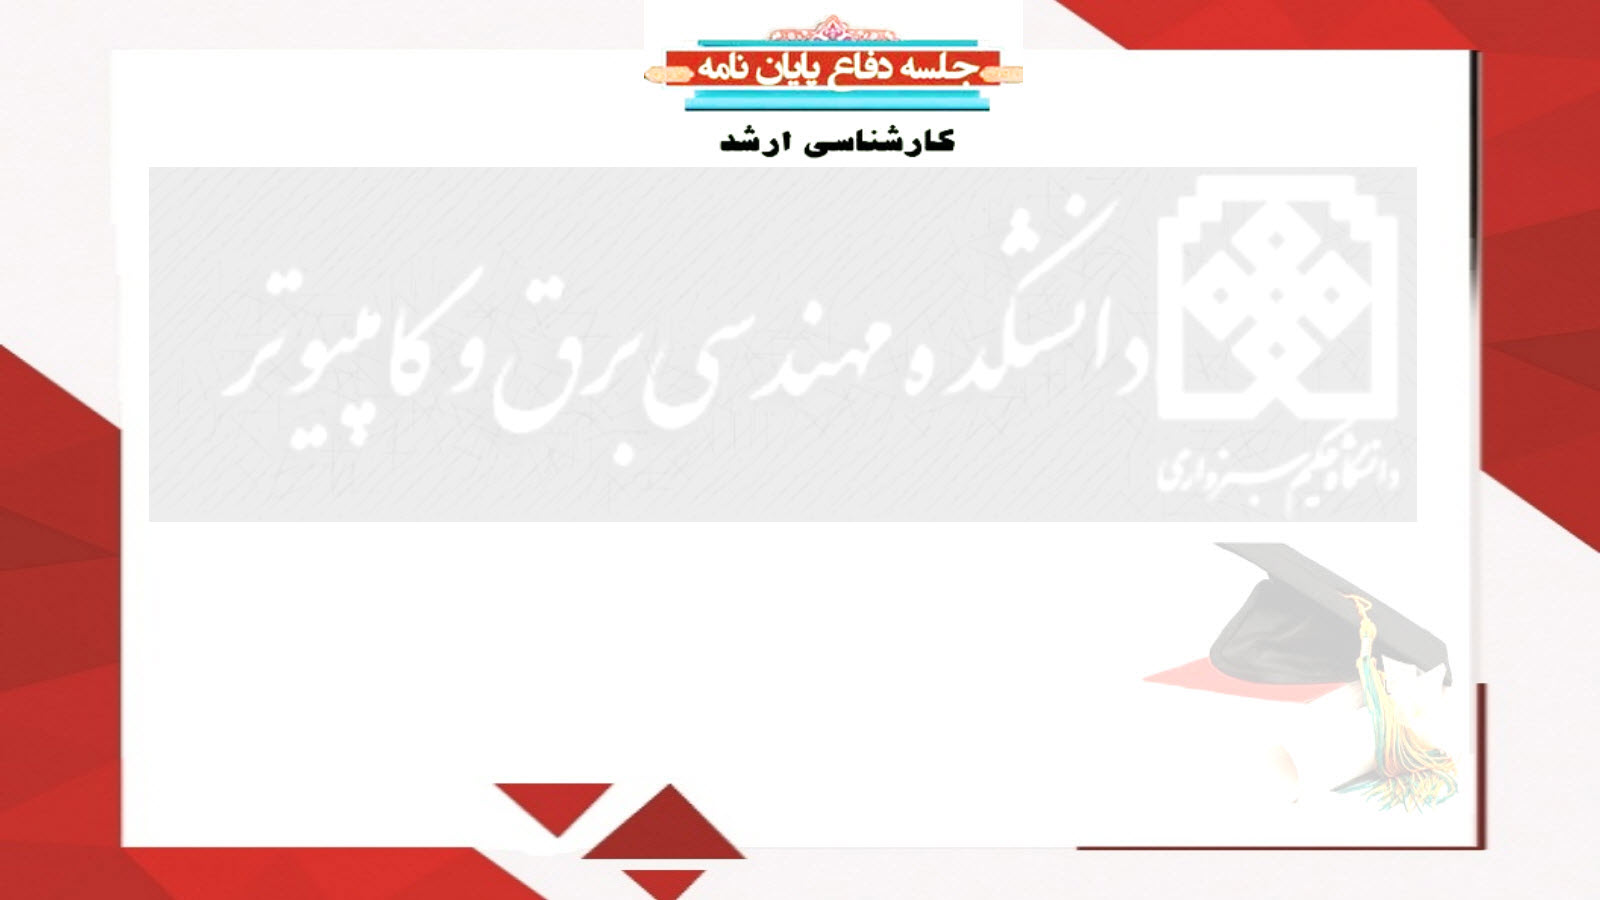 جلسه دفاع پایان نامه
کارشناسی ارشد
دانشکده مهندسی برق و کامپیوتر
دانشگاه حکیم سبزواری